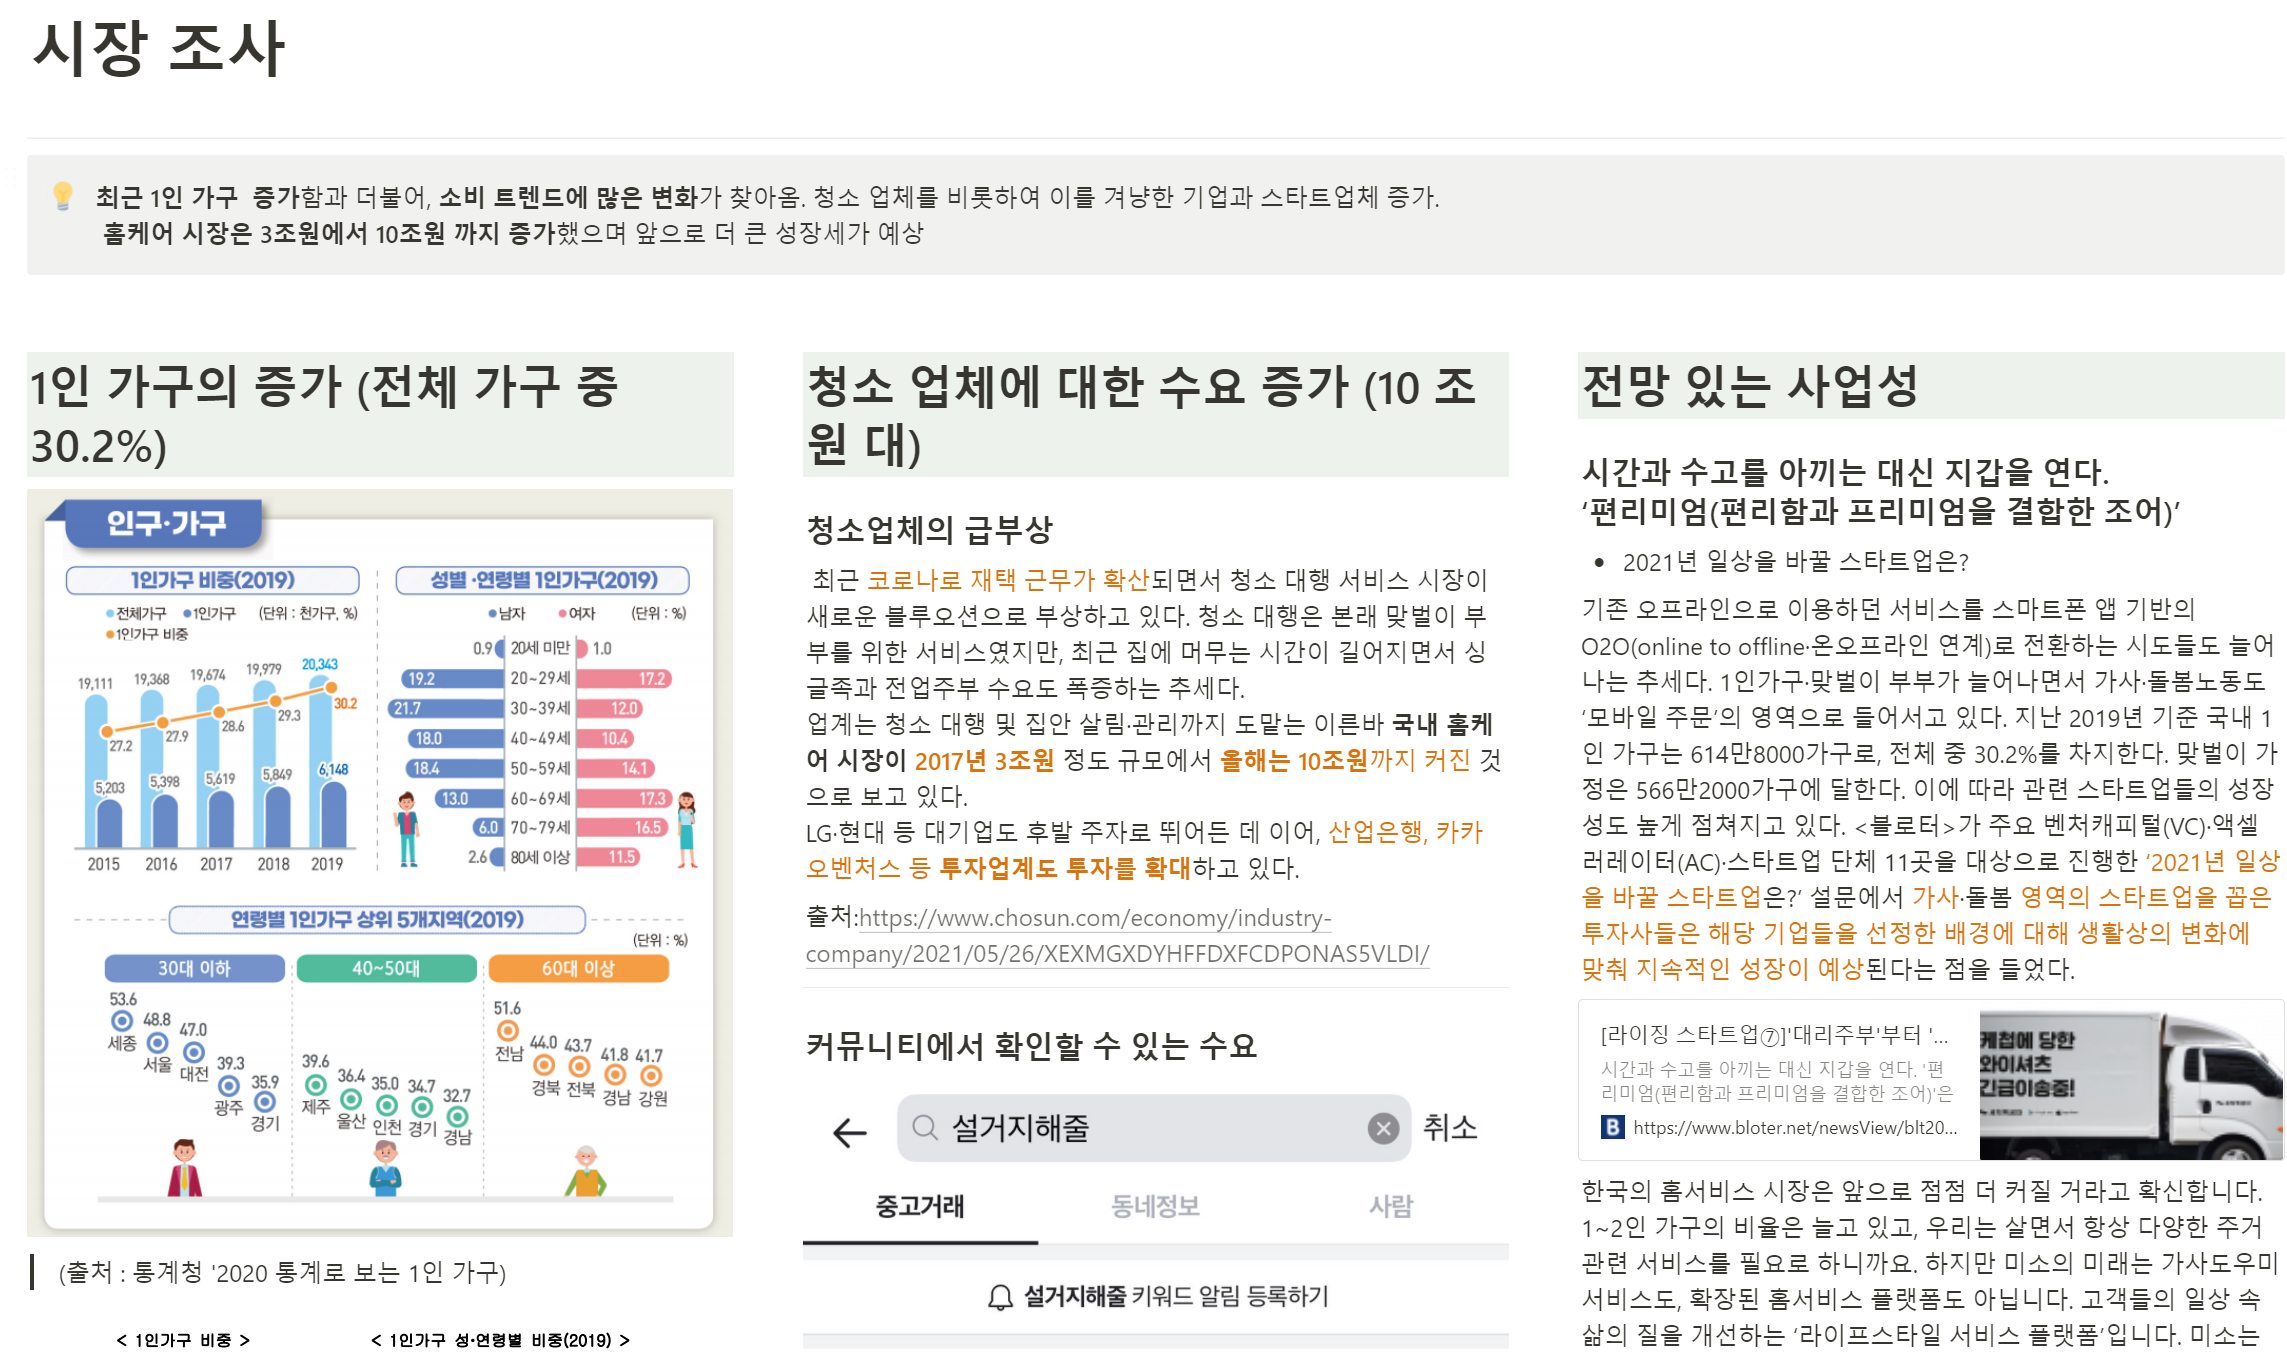 시장 조사
최근 1인 가구 증가함과 더불어, 소비 트렌드에 많은 변화가 찾아옴. 청소 업체를 비롯하여 이를 겨냥한 기업과 스타트업체 증가.
홈케어 시장은 3조원에서 10조원 까지 증가했으며 앞으로 더 큰 성장세가 예상
1인 가구의 증가 (전체 가구 중
30.2%)
인구·가구
1인가구 비중(2019)
전체가구 1인가구 (단위 : 천가구, %)
1인가구 비중
19,111 19,368 19,674 19,979 20,343
27.2 27.9 28.6 29.3 30.2
5,203 5,398 5,619 5,849 6,148
2015 2016 2017 2018 2019
성별·연령별 1인가구(2019)
남자 여자 (단위 : %)
0.9 20세 미만 1.0
19.2 20~29세 17.2
21.7 30~39세 12.0
18.0 40~49세 10.4
18.4 50~59세 14.1
13.0 60~69세 17.3
6.0 70~79세 16.5
2.6 80세 이상 11.5
연령별 1인가구 상위 5개지역(2019)
(단위 : %)
30대 이하
53.6 48.8 47.0 39.3 35.9
세종 서울 대전 광주 경기
40~50대
39.6 36.4 35.0 34.7 32.7
제주 울산 인천 경기 경남
60대 이상
51.6 44.0 43.7 41.8 41.7
전남 경북 전북 경남 강원
(출처 : 통계청 '2020 통계로 보는 1인 가구)
< 1인가구 비중 >
< 1인가구 성·연령별 비중(2019) >
청소 업체에 대한 수요 증가 (10 조
원 대)
청소업체의 급부상
최근 코로나로 재택 근무가 확산되면서 청소 대행 서비스 시장이
새로운 블루오션으로 부상하고 있다. 청소 대행은 본래 맞벌이 부
부를 위한 서비스였지만, 최근 집에 머무는 시간이 길어지면서 싱
글족과 전업주부 수요도 폭증하는 추세다.
업계는 청소 대행 및 집안 살림·관리까지 도맡는 이른바 국내 홈케
어 시장이 2017년 3조원 정도 규모에서 올해는 10조원까지 커진 것
으로 보고 있다.
LG·현대 등 대기업도 후발 주자로 뛰어든 데 이어, 산업은행, 카카
오벤처스 등 투자업계도 투자를 확대하고 있다.
출처:https://www.chosun.com/economy/industry-
company/2021/05/26/XEXMGXDYHFFDXFCDPONAS5VLDI/
커뮤니티에서 확인할 수 있는 수요
설거지해줄 취소
중고거래 동네정보 사람
설거지해줄 키워드 알림 등록하기
전망 있는 사업성
시간과 수고를 아끼는 대신 지갑을 연다.
‘편리미엄(편리함과 프리미엄을 결합한 조어)’
2021년 일상을 바꿀 스타트업은?
기존 오프라인으로 이용하던 서비스를 스마트폰 앱 기반의
O2O(online to offline·온오프라인 연계)로 전환하는 시도들도 늘어
나는 추세다. 1인가구·맞벌이 부부가 늘어나면서 가사·돌봄노동도
‘모바일 주문’의 영역으로 들어서고 있다. 지난 2019년 기준 국내 1
인 가구는 614만8000가구로, 전체 중 30.2%를 차지한다. 맞벌이 가
정은 566만2000가구에 달한다. 이에 따라 관련 스타트업들의 성장
성도 높게 점쳐지고 있다. <블로터>가 주요 벤처캐피털(VC)·액셀
러레이터(AC)·스타트업 단체 11곳을 대상으로 진행한 ‘2021년 일상
을 바꿀 스타트업은?’ 설문에서 가사·돌봄 영역의 스타트업을 꼽은
투자사들은 해당 기업들을 선정한 배경에 대해 생활상의 변화에
맞춰 지속적인 성장이 예상된다는 점을 들었다.
[라이징 스타트업⑦]'대리주부'부터 '...
시간과 수고를 아끼는 대신 지갑을 연다. '편
리미엄(편리함과 프리미엄을 결합한 조어)'은
B https://www.bloter.net/newsView/blt20...
케첩에 당한
와이셔츠
긴급이송중!
한국의 홈서비스 시장은 앞으로 점점 더 커질 거라고 확신합니다.
1~2인 가구의 비율은 늘고 있고, 우리는 살면서 항상 다양한 주거
관련 서비스를 필요로 하니까요. 하지만 미소의 미래는 가사도우미
서비스도, 확장된 홈서비스 플랫폼도 아닙니다. 고객들의 일상 속
삶의 질을 개선하는 ‘라이프스타일 서비스 플랫폼’입니다. 미소는